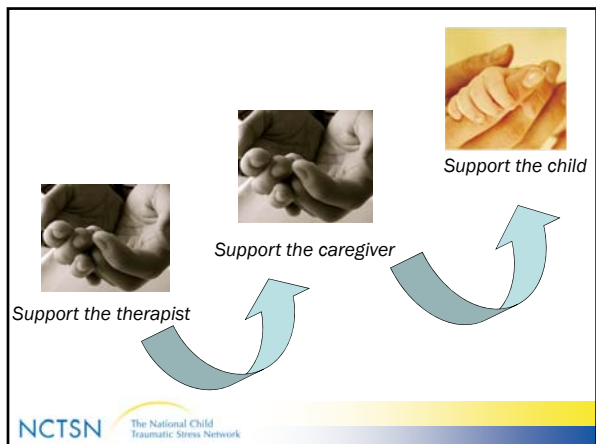 Support the child
Support the caregiver
Support the therapist
NCTSN
The National Child
Traumatic Stress Network